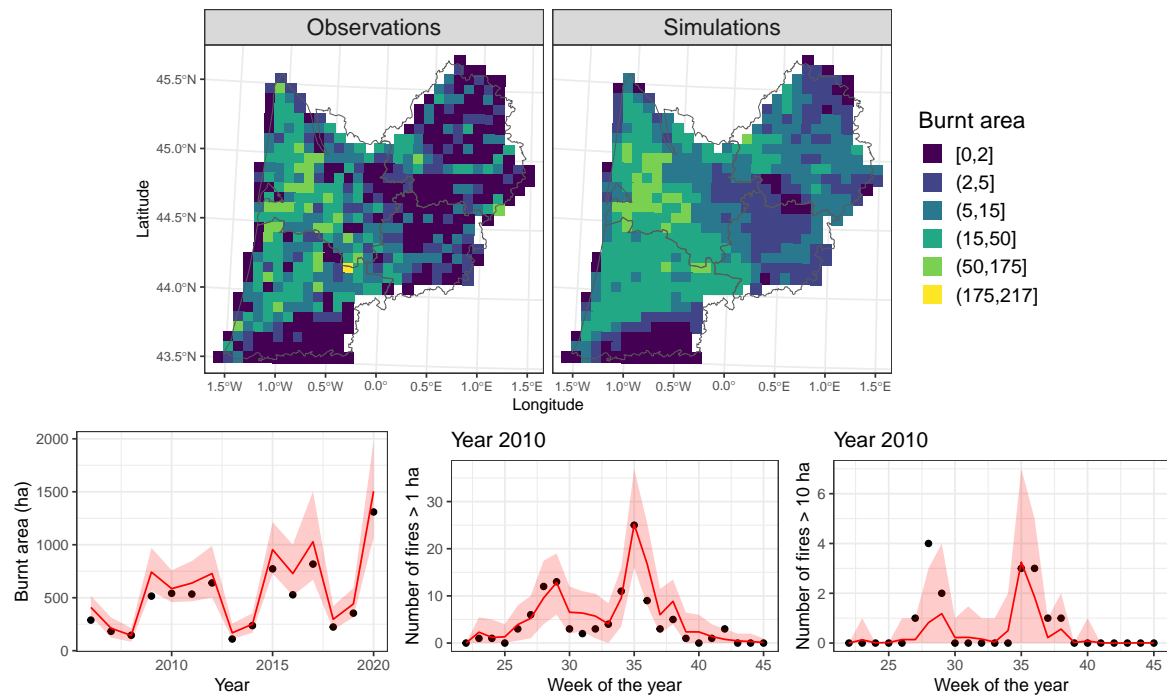 Observations
Simulations
Latitude
45.5°N
45.0°N
44.5°N
44.0°N
43.5°N
1.5°W 1.0°W 0.5°W 0.0° 0.5°E 1.0°E 1.5°E
1.5°W 1.0°W 0.5°W 0.0° 0.5°E 1.0°E 1.5°E
Longitude
Burnt area
[0,2]
(2,5]
(5,15]
(15,50]
(50,175]
(175,217]
Burnt area (ha)
2000
1500
1000
500
0
2010 2015 2020
Year
Year 2010
Number of fires > 1 ha
30
20
10
0
25 30 35 40 45
Week of the year
Year 2010
Number of fires > 10 ha
6
4
2
0
25 30 35 40 45
Week of the year